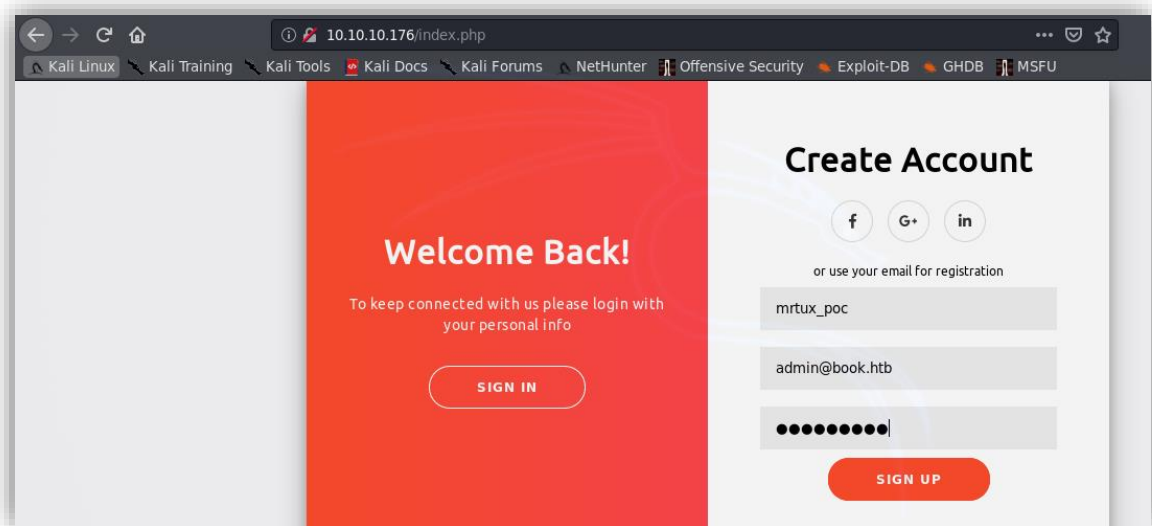 10.10.10.176/index.php
Kali Linux Kali Training Kali Tools Kali Docs Kali Forums NetHunter Offensive Security Exploit-DB GHDB MSFU
Welcome Back!
To keep connected with us please login with
your personal info
SIGN IN
Create Account
f G+ in
or use your email for registration
mrtux_poc
admin@book.htb
●●●●●●●●●
SIGN UP